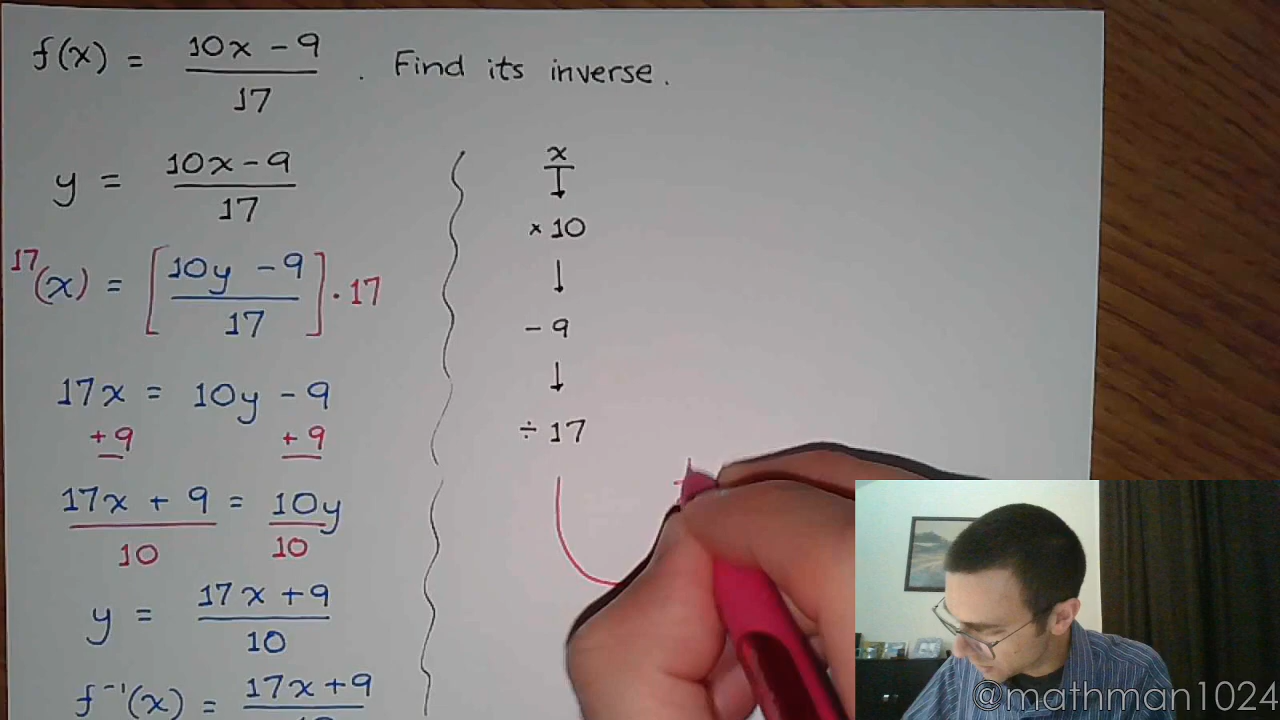 f(x) = 10x - 9 / 17 . Find its inverse.
y = 10x - 9 / 17
17(x) = [10y - 9 / 17] · 17
17x = 10y - 9
+9 +9
17x + 9 / 10 = 10y / 10
y = 17x + 9 / 10
f⁻¹(x) = 17x + 9
x
↓
× 10
↓
- 9
↓
÷ 17
@mathman1024